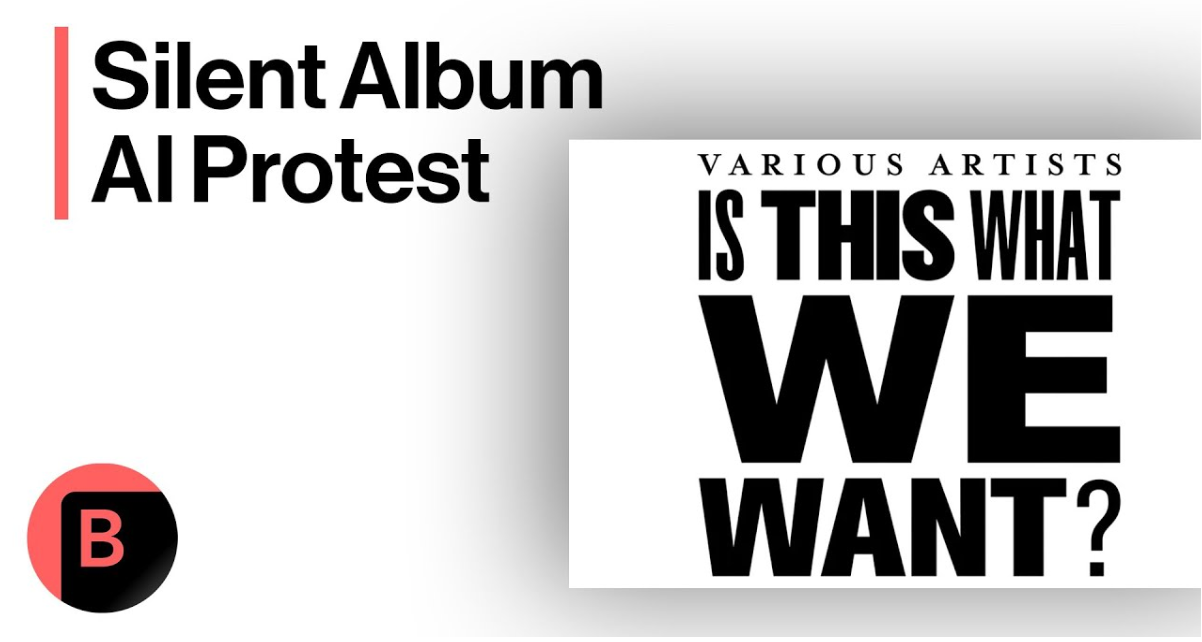 Silent Album
AI Protest
VARIOUS ARTISTS
IS THIS WHAT
WE
WANT?
B